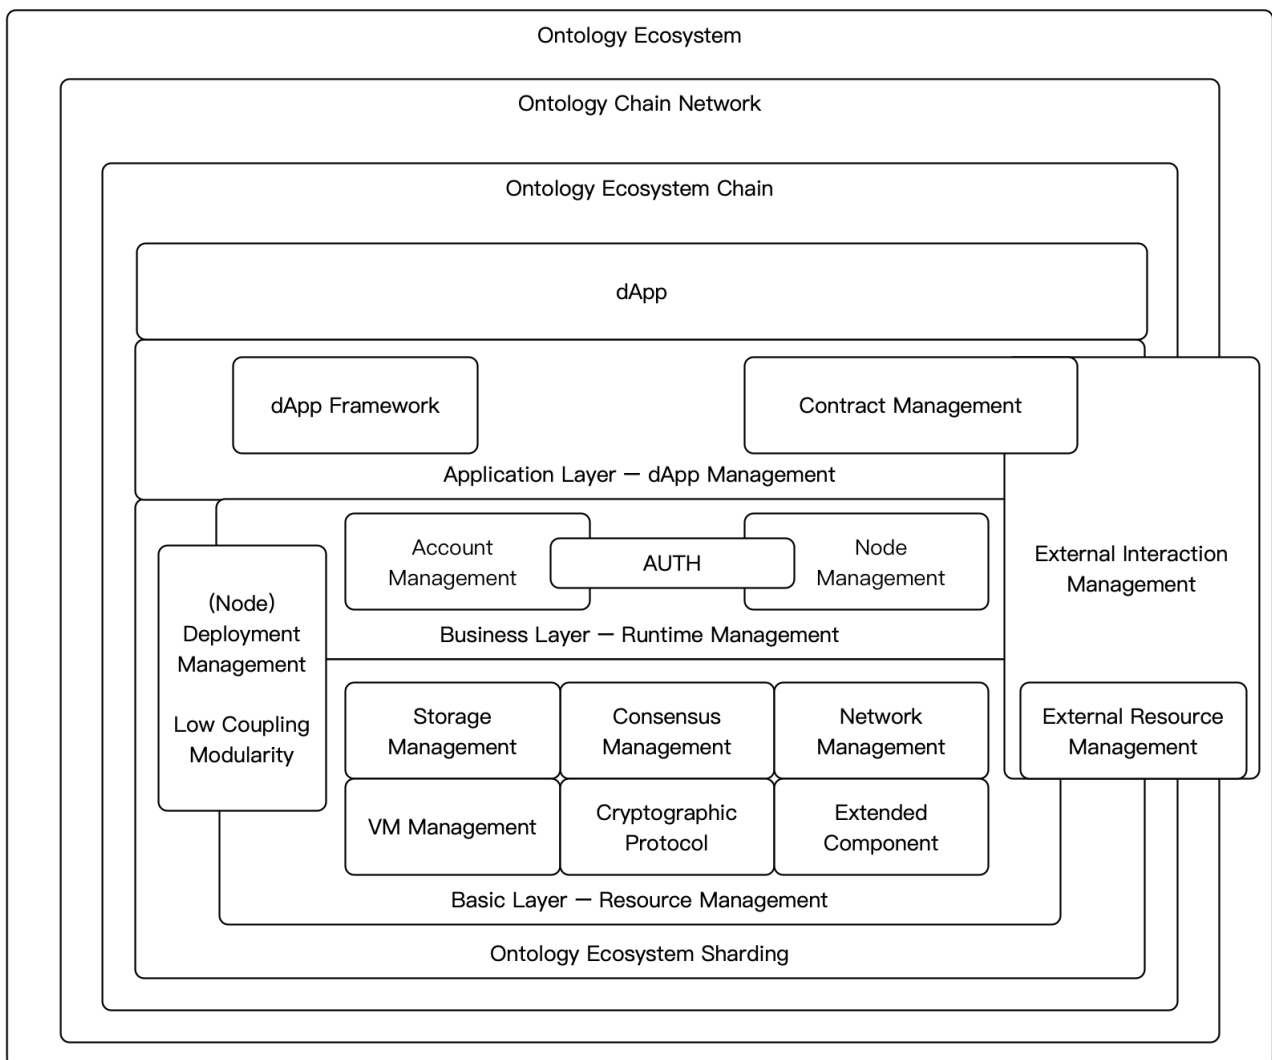 Ontology Ecosystem
Ontology Chain Network
Ontology Ecosystem Chain
dApp
dApp Framework
Contract Management
Application Layer — dApp Management
Account
Management
AUTH
Node
Management
Business Layer — Runtime Management
(Node)
Deployment
Management
Low Coupling
Modularity
External Interaction
Management
Storage
Management
Consensus
Management
Network
Management
External Resource
Management
VM Management
Cryptographic
Protocol
Extended
Component
Basic Layer — Resource Management
Ontology Ecosystem Sharding